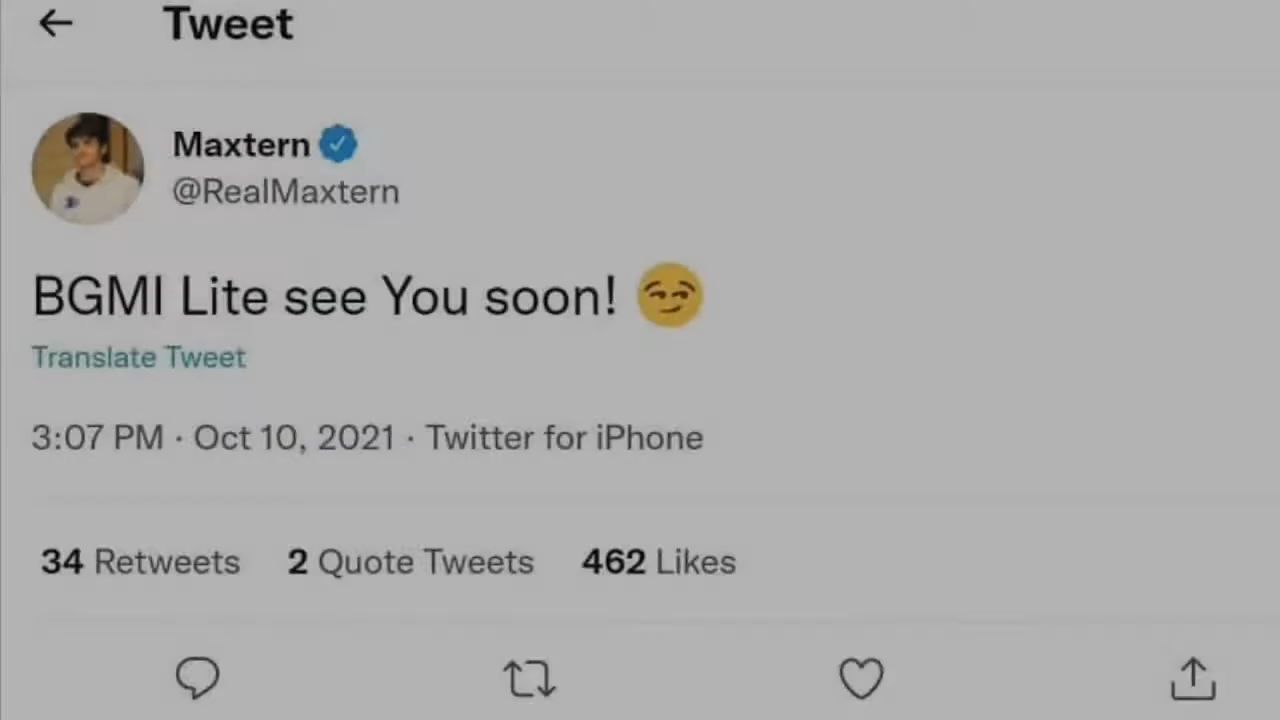 Tweet
Maxtern
@RealMaxtern
BGMI Lite see You soon! 😏
Translate Tweet
3:07 PM · Oct 10, 2021 · Twitter for iPhone
34 Retweets 2 Quote Tweets 462 Likes